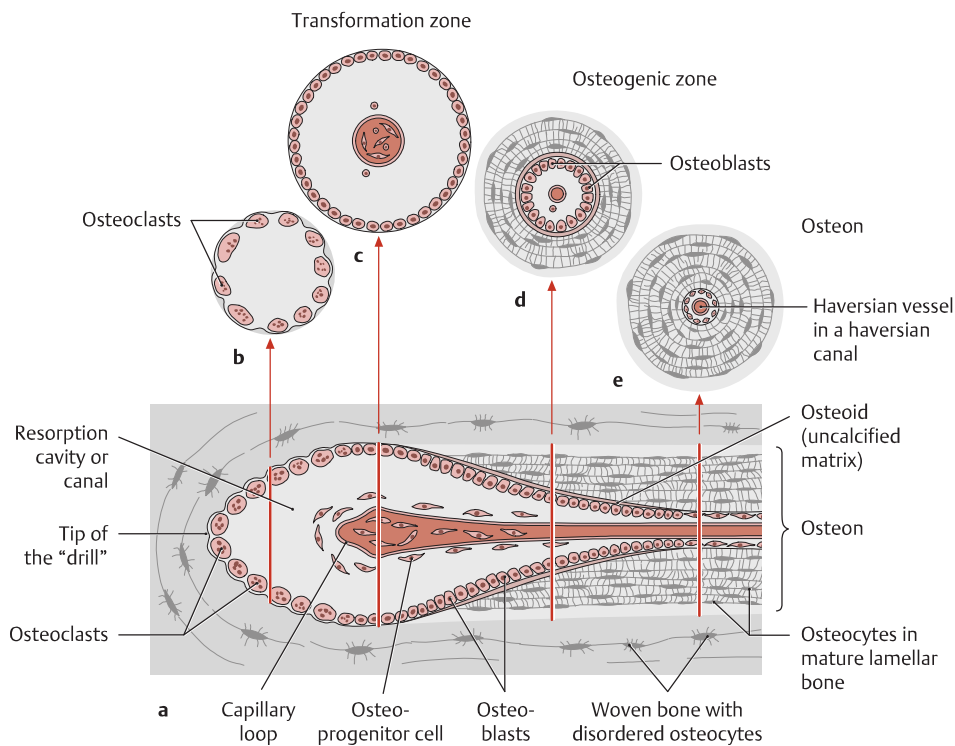 Transformation zone
Osteogenic zone
Osteoblasts
Osteoclasts
Osteon
c
d
Haversian vessel
in a haversian
canal
b
e
Osteoid
(uncalcified
matrix)
Resorption
cavity or
canal
Tip of
the “drill”
Osteon
Osteoclasts
Osteocytes in
mature lamellar
bone
a
Capillary
loop
Osteo-
progenitor cell
Osteo-
blasts
Woven bone with
disordered osteocytes